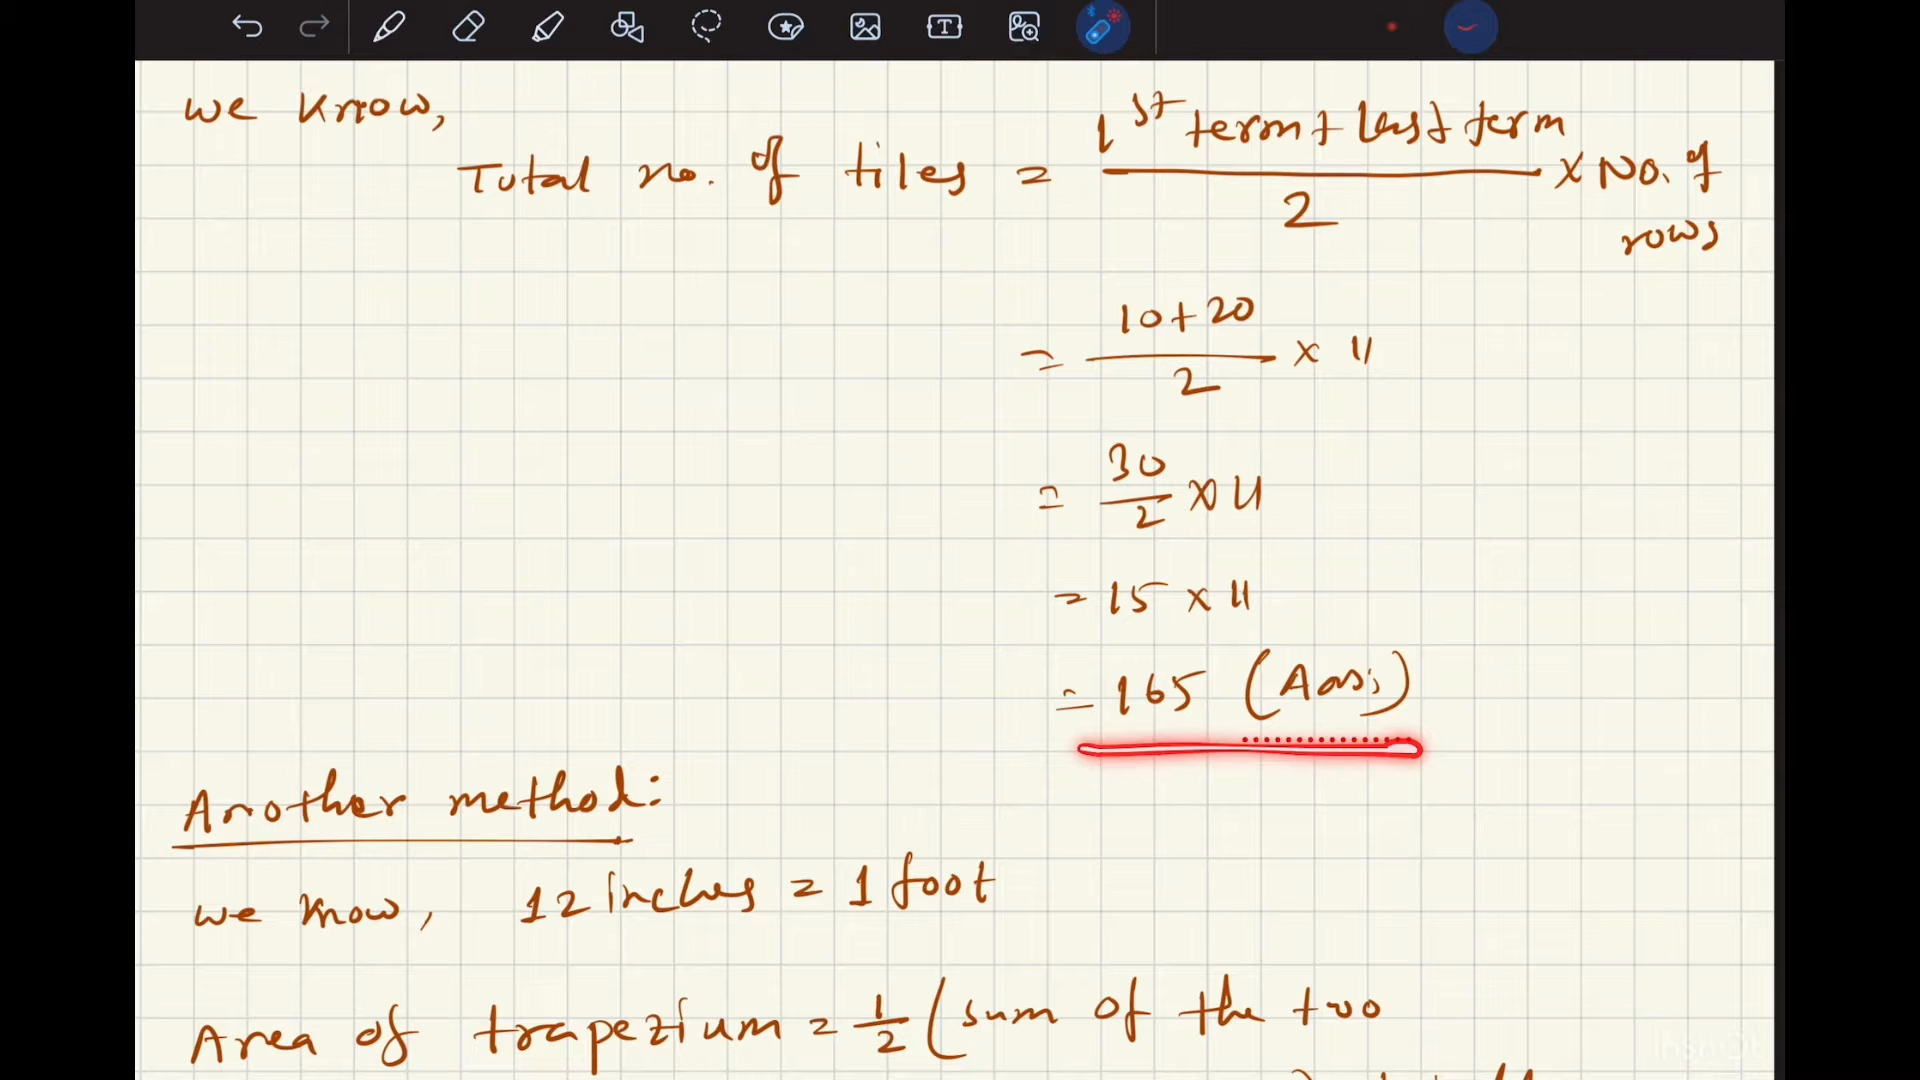 we know,
Total no. of tiles = 1st term + last term / 2 × No. of rows
= 10+20 / 2 × 11
= 30/2 × 11
= 15 × 11
= 165 (Ans:)
Another method:
we know, 12 inches = 1 foot
Area of trapezium = 1/2 (sum of the two